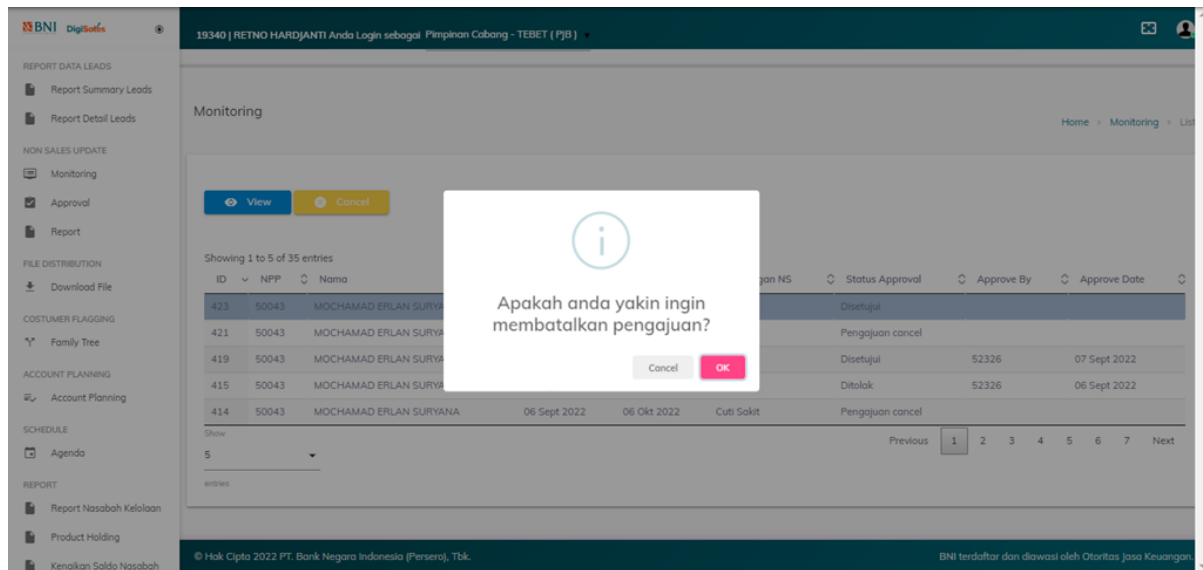 BNI DigiSales
19340 | RETNO HARDJANTI Anda Login sebagai Pimpinan Cabang - TEBET ( PJB )
REPORT DATA LEADS
Report Summary Leads
Report Detail Leads
NON SALES UPDATE
Monitoring
Approval
Report
FILE DISTRIBUTION
Download File
COSTUMER FLAGGING
Family Tree
ACCOUNT PLANNING
Account Planning
SCHEDULE
Agenda
REPORT
Report Nasabah Kelolaan
Product Holding
Kenaikan Saldo Nasabah
Monitoring
Home > Monitoring > List
View Cancel
Showing 1 to 5 of 35 entries
ID NPP Nama NS Status Approval Approve By Approve Date
423 50043 MOCHAMAD ERLAN SURYA Disetujui
421 50043 MOCHAMAD ERLAN SURYA Pengajuan cancel
419 50043 MOCHAMAD ERLAN SURYA Disetujui 52326 07 Sept 2022
415 50043 MOCHAMAD ERLAN SURYA Ditolak 52326 06 Sept 2022
414 50043 MOCHAMAD ERLAN SURYANA 06 Sept 2022 06 Okt 2022 Cuti Sakit Pengajuan cancel
Show
5
entries
Previous 1 2 3 4 5 6 7 Next
i
Apakah anda yakin ingin
membatalkan pengajuan?
Cancel OK
© Hak Cipta 2022 PT. Bank Negara Indonesia (Persero), Tbk.
BNI terdaftar dan diawasi oleh Otoritas Jasa Keuangan.